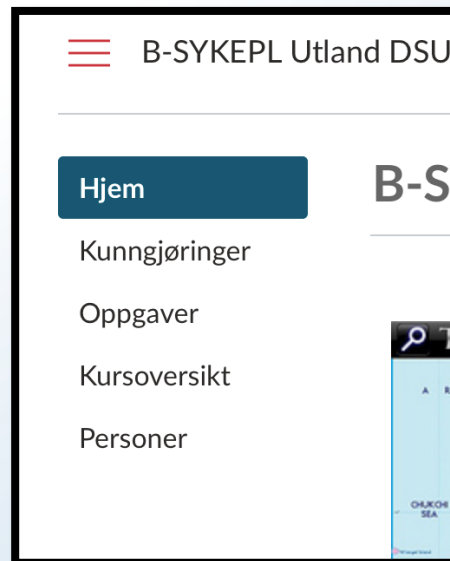 B-SYKEPL Utland DSU
Hjem
B-S
Kunngjøringer
Oppgaver
Kursoversikt
Personer
A R
CHUKCHI
SEA